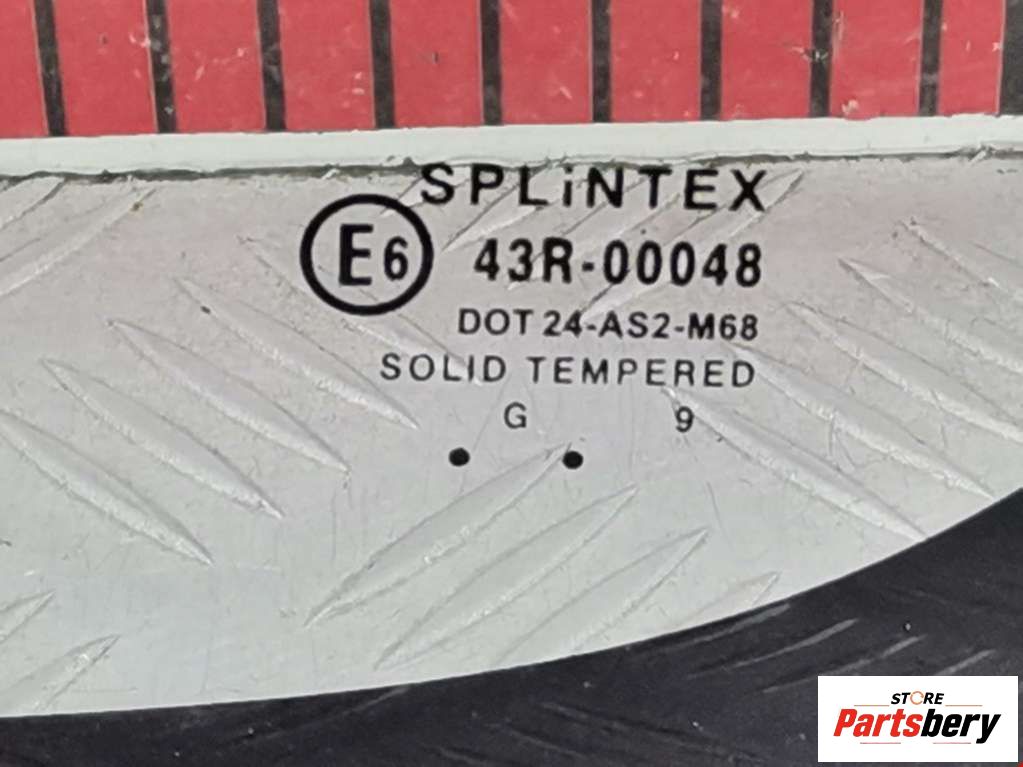 SPLiNTEX
E6 43R-00048
DOT 24-AS2-M68
SOLID TEMPERED
G 9
STORE
Partsbery